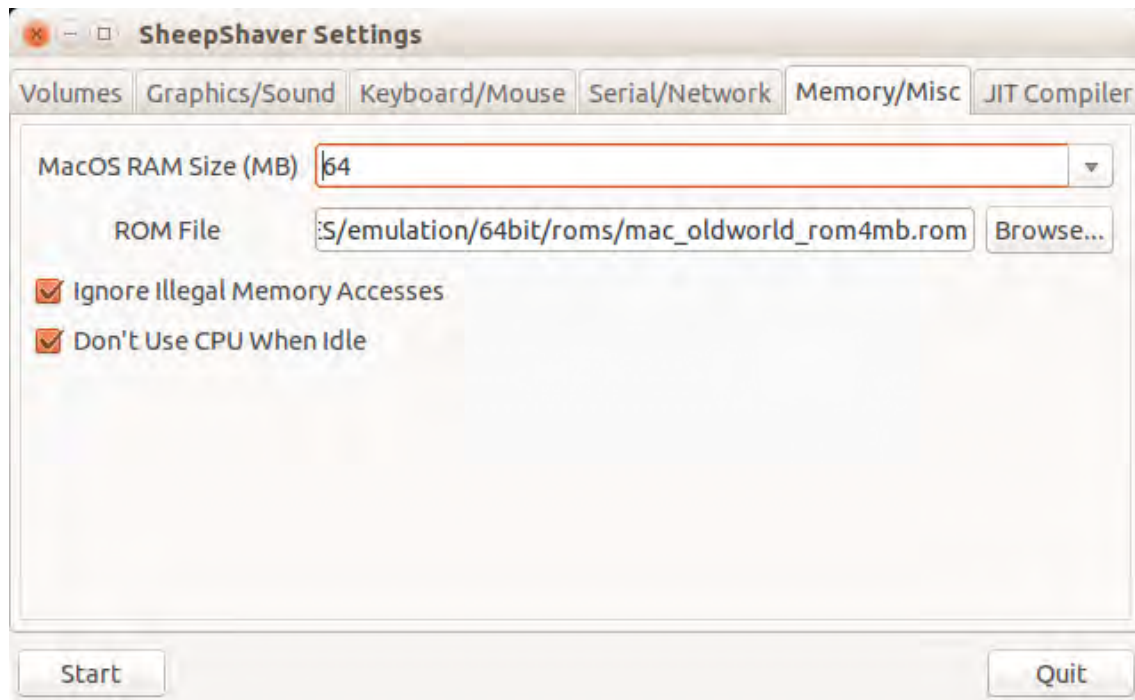 SheepShaver Settings
Volumes Graphics/Sound Keyboard/Mouse Serial/Network Memory/Misc JIT Compiler
MacOS RAM Size (MB) 64
ROM File S/emulation/64bit/roms/mac_oldworld_rom4mb.rom Browse...
Ignore Illegal Memory Accesses
Don't Use CPU When Idle
Start Quit